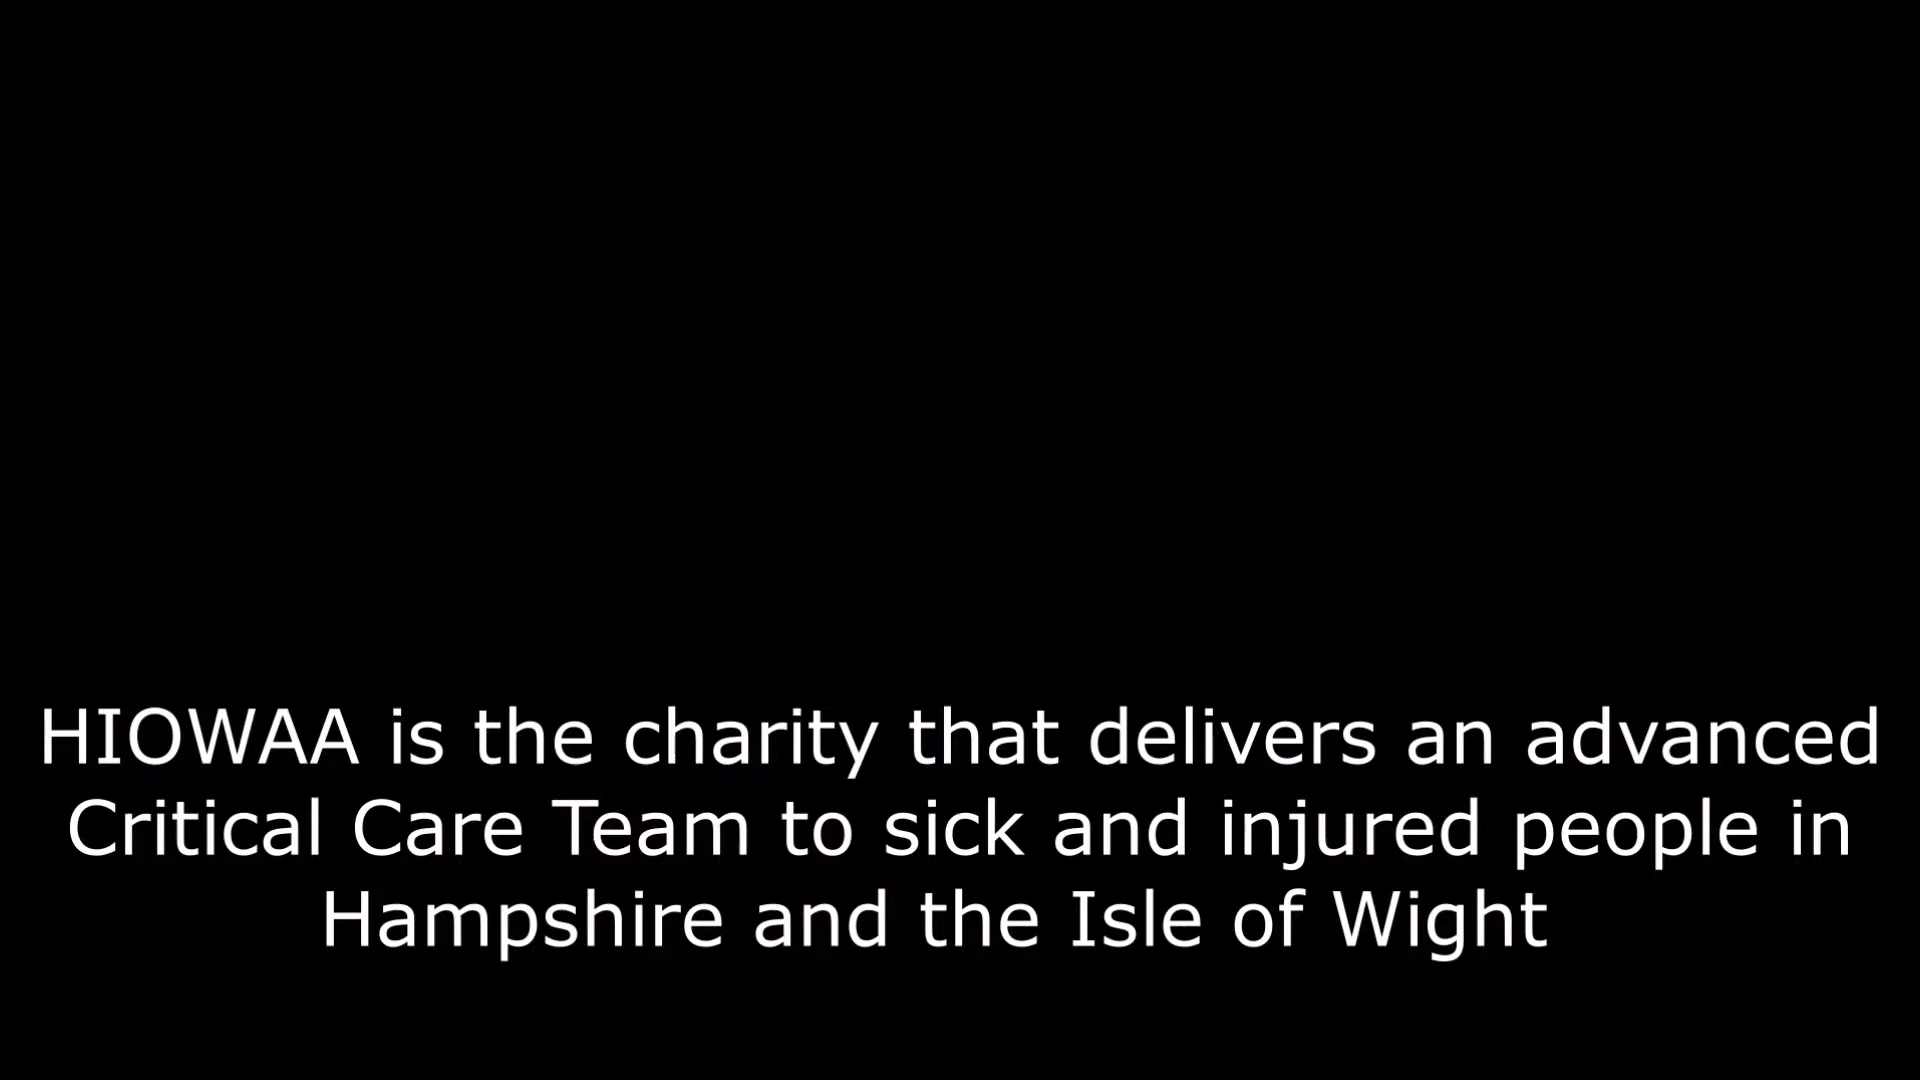 HIOWAA is the charity that delivers an advanced
Critical Care Team to sick and injured people in
Hampshire and the Isle of Wight